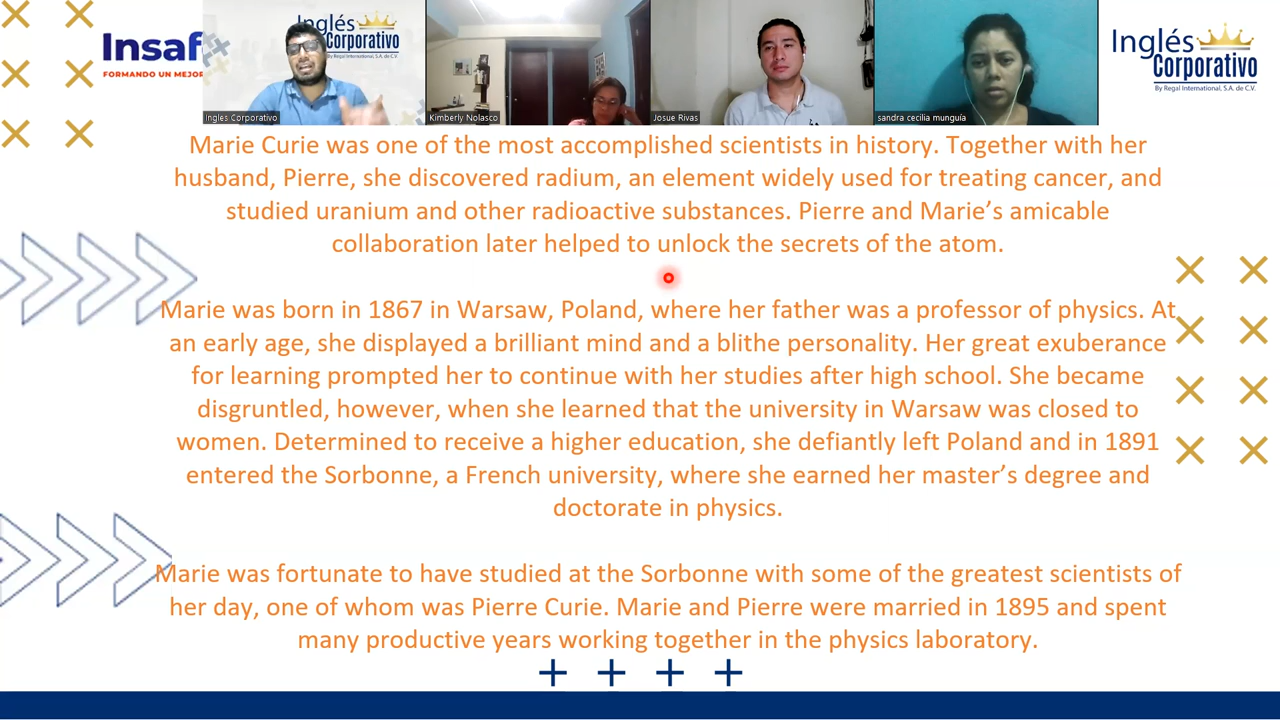 Insaf
FORMANDO UN MEJOR
Inglés
Corporativo
By Regal International, S.A. de C.V.
Ingles Corporativo
Kimberly Nolasco
Josue Rivas
sandra cecilia munguía
Inglés
Corporativo
By Regal International, S.A. de C.V.
Marie Curie was one of the most accomplished scientists in history. Together with her
husband, Pierre, she discovered radium, an element widely used for treating cancer, and
studied uranium and other radioactive substances. Pierre and Marie’s amicable
collaboration later helped to unlock the secrets of the atom.
Marie was born in 1867 in Warsaw, Poland, where her father was a professor of physics. At
an early age, she displayed a brilliant mind and a blithe personality. Her great exuberance
for learning prompted her to continue with her studies after high school. She became
disgruntled, however, when she learned that the university in Warsaw was closed to
women. Determined to receive a higher education, she defiantly left Poland and in 1891
entered the Sorbonne, a French university, where she earned her master’s degree and
doctorate in physics.
Marie was fortunate to have studied at the Sorbonne with some of the greatest scientists of
her day, one of whom was Pierre Curie. Marie and Pierre were married in 1895 and spent
many productive years working together in the physics laboratory.